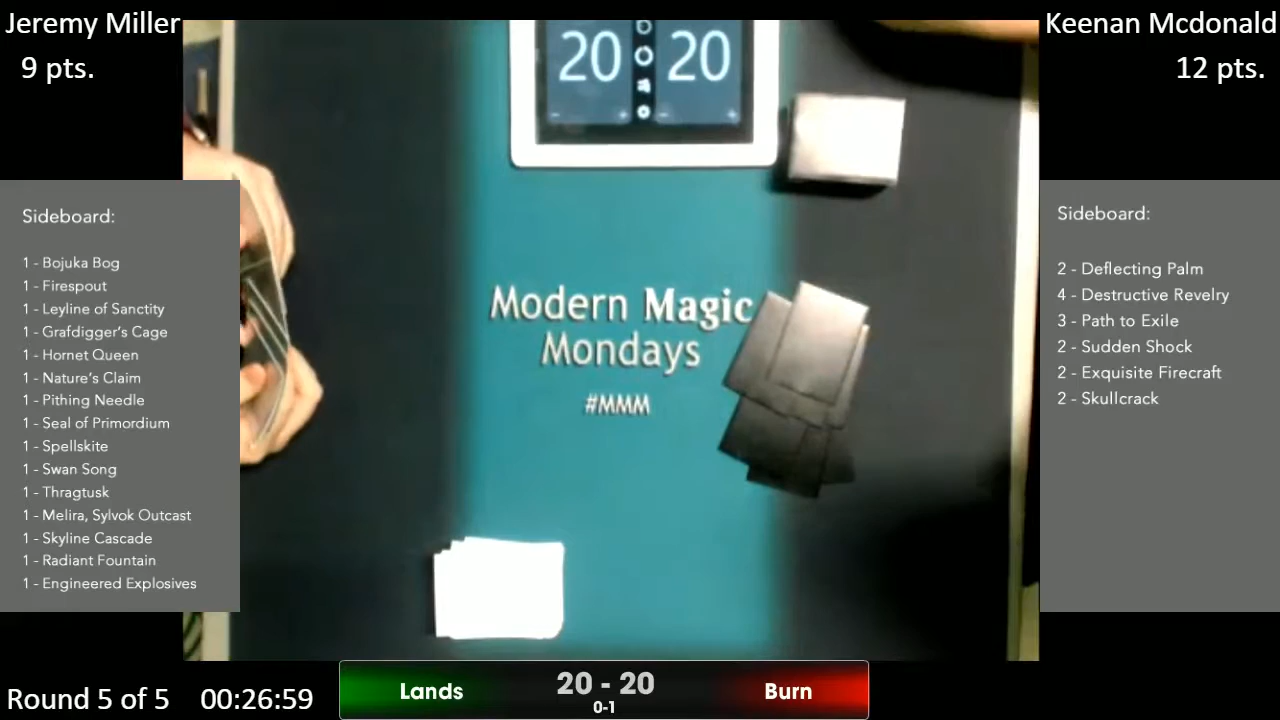 Jeremy Miller
9 pts.
Keenan Mcdonald
12 pts.
20 20
Sideboard:
1 - Bojuka Bog
1 - Firespout
1 - Leyline of Sanctity
1 - Grafdigger's Cage
1 - Hornet Queen
1 - Nature's Claim
1 - Pithing Needle
1 - Seal of Primordium
1 - Spellskite
1 - Swan Song
1 - Thragtusk
1 - Melira, Sylvok Outcast
1 - Skyline Cascade
1 - Radiant Fountain
1 - Engineered Explosives
Modern Magic
Mondays
#MMM
Sideboard:
2 - Deflecting Palm
4 - Destructive Revelry
3 - Path to Exile
2 - Sudden Shock
2 - Exquisite Firecraft
2 - Skullcrack
Round 5 of 5 00:26:59
Lands 20 - 20 Burn
0-1